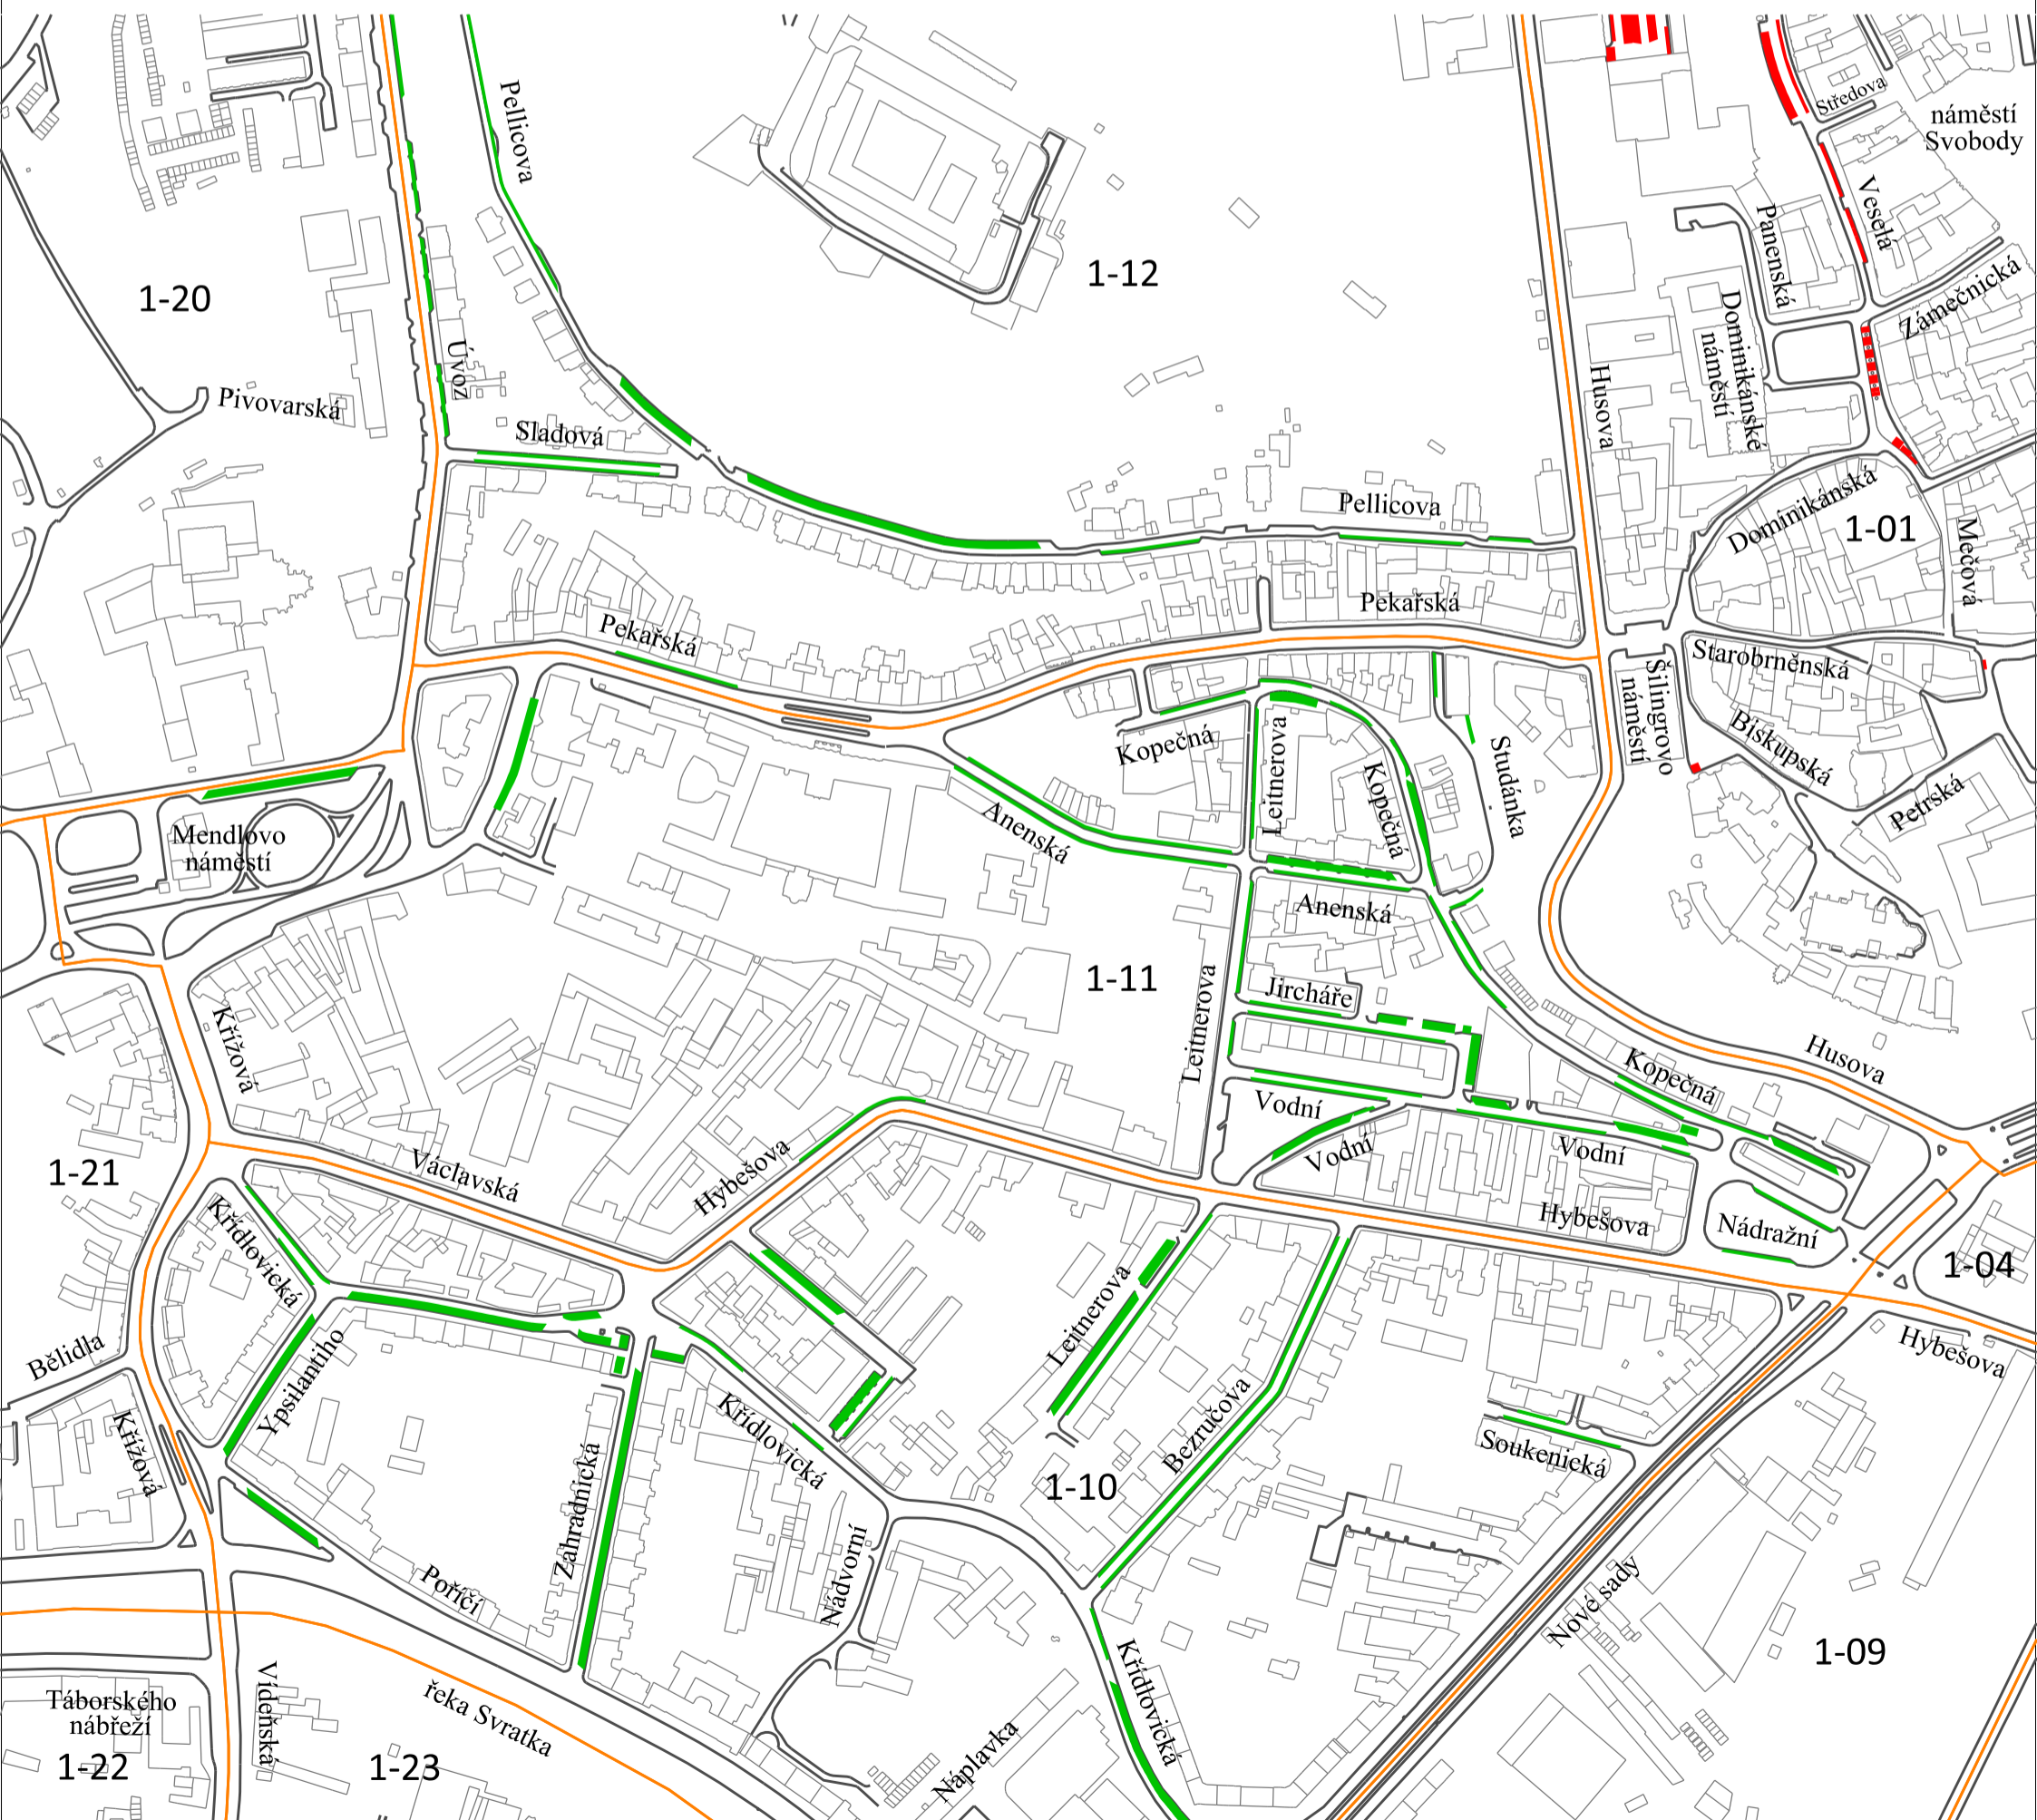 Pellicova
Středova
náměstí
Svobody
Veselá
Panenská
1-12
1-20
Zámečnická
Dominikánské
náměstí
Úvoz
Husova
Pivovarská
Sladová
Pellicova
Dominikánská
1-01
Mečová
Pekařská
Pekařská
Starobrněnská
Šilingrovo
náměstí
Biskupská
Kopečná
Leitnerova
Studánka
Kopečná
Petrská
Anenská
Mendlovo
náměstí
Anenská
1-11
Jircháře
Leitnerova
Křížová
Husova
Kopečná
Vodní
Vodní
Vodní
1-21
Václavská
Hybešova
Hybešova
Nádražní
Křídlovická
1-04
Leitnerova
Bělidla
Hybešova
Ypsilantiho
Křížová
Křídlovická
Bezručova
Soukenická
1-10
Zahradnická
Nádvorní
Poříčí
Nové sady
1-09
Křídlovická
Vídeňská
řeka Svratka
Táborského
nábřeží
1-22
1-23
Náplavka